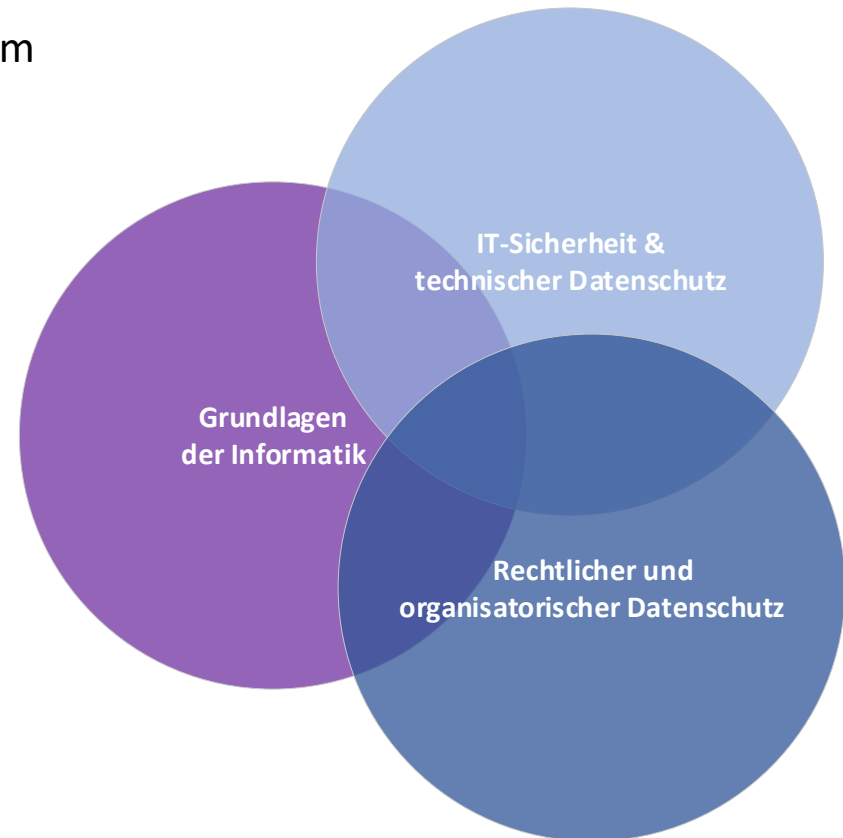 m
IT-Sicherheit &
technischer Datenschutz
Grundlagen
der Informatik
Rechtlicher und
organisatorischer Datenschutz